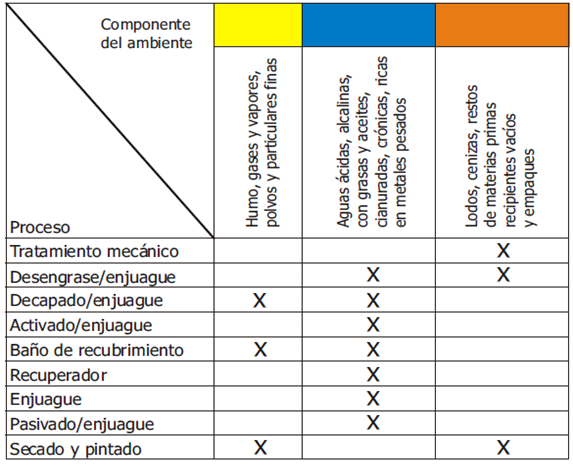 Componente
del ambiente
Proceso
Humo, gases y vapores,
polvos y particulares finas
Aguas ácidas, alcalinas,
con grasas y aceites,
cianuradas, crónicas, ricas
en metales pesados
Lodos, cenizas, restos
de materias primas
recipientes vacíos
y empaques
Tratamiento mecánico X
Desengrase/enjuague X X
Decapado/enjuague X X
Activado/enjuague X
Baño de recubrimiento X X
Recuperador X
Enjuague X
Pasivado/enjuague X
Secado y pintado X X